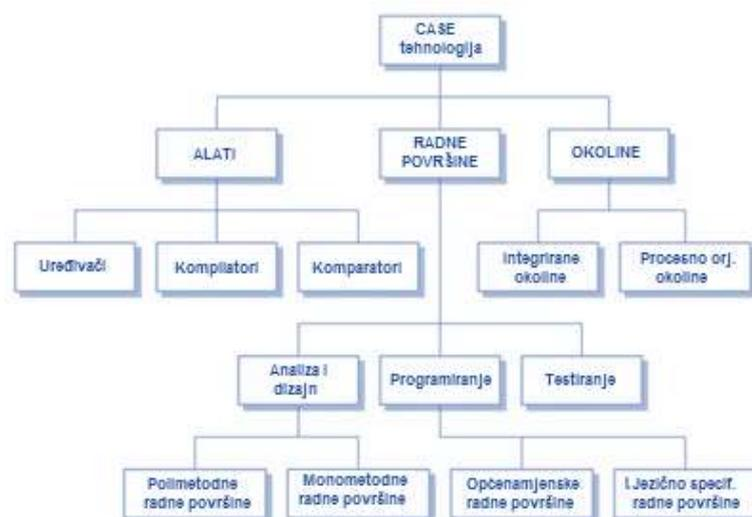 CASE
tehnologija
ALATI
RADNE
POVRŠINE
OKOLINE
Uređivači
Kompilatori
Komparatori
Integrirane
okoline
Procesno orj.
okoline
Analiza i
dizajn
Programiranje
Testiranje
Polimetodne
radne površine
Monometodne
radne površine
Općenamjenske
radne površine
I.Jezično specif.
radne površine